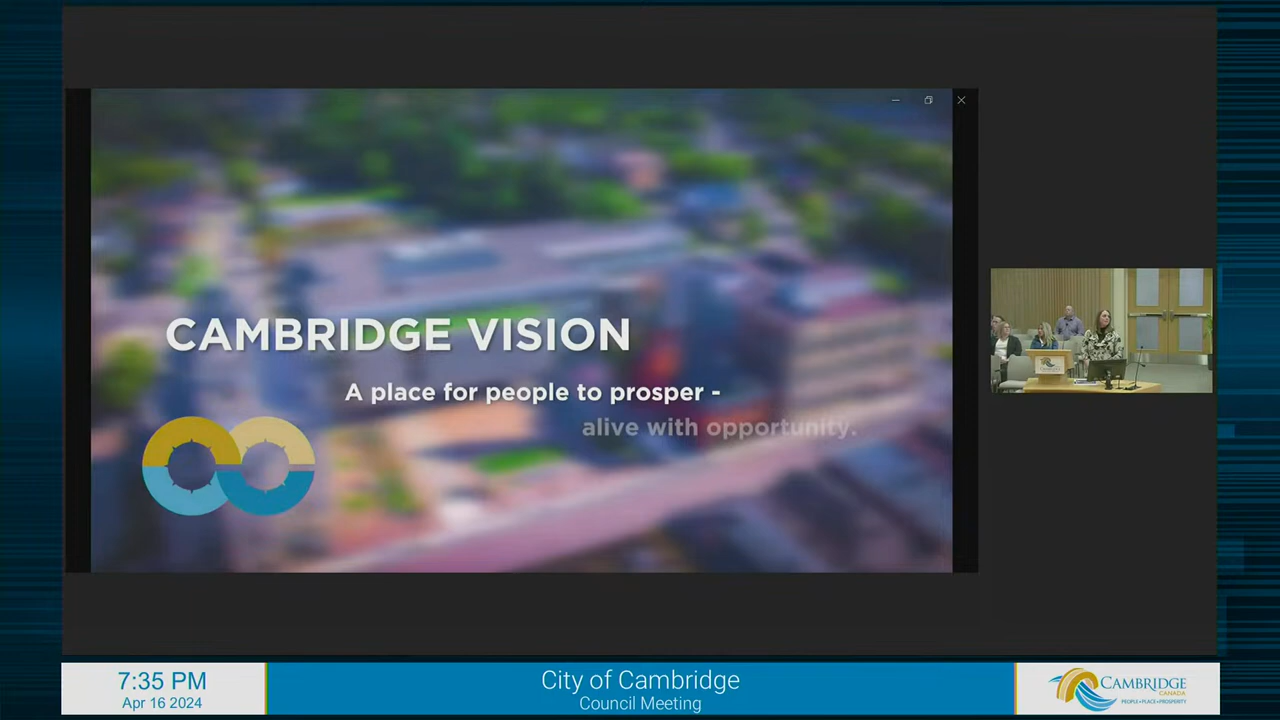 CAMBRIDGE VISION
A place for people to prosper -
alive with opportunity.
7:35 PM
Apr 16 2024
City of Cambridge
Council Meeting
CAMBRIDGE
CANADA
PEOPLE • PLACE • PROSPERITY